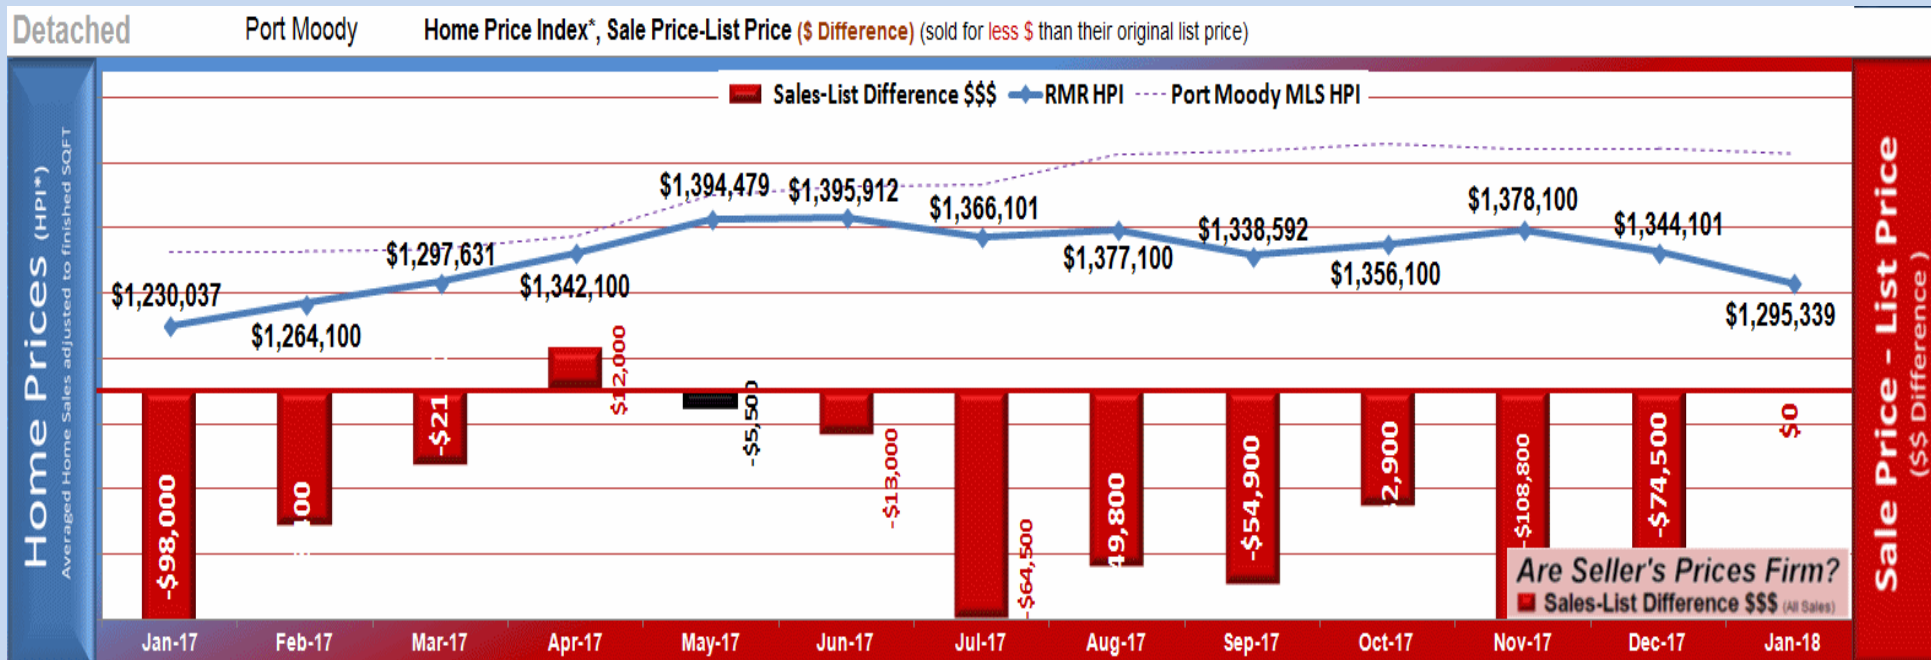 Detached Port Moody Home Price Index*, Sale Price-List Price ($ Difference) (sold for less $ than their original list price)
Home Prices (HPI*)
Averaged Home Sales adjusted to finished SQFT
Sales-List Difference $$$ RMR HPI Port Moody MLS HPI
$1,230,037
$1,264,100
$1,297,631
$1,342,100
$1,394,479
$1,395,912
$1,366,101
$1,377,100
$1,338,592
$1,356,100
$1,378,100
$1,344,101
$1,295,339
-$98,000
00
-$21
$12,000
-$5,500
-$13,000
-$64,500
49,800
-$54,900
2,900
-$108,800
-$74,500
$0
Are Seller's Prices Firm?
Sales-List Difference $$$ (All Sales)
Jan-17 Feb-17 Mar-17 Apr-17 May-17 Jun-17 Jul-17 Aug-17 Sep-17 Oct-17 Nov-17 Dec-17 Jan-18
Sale Price - List Price
($$ Difference)